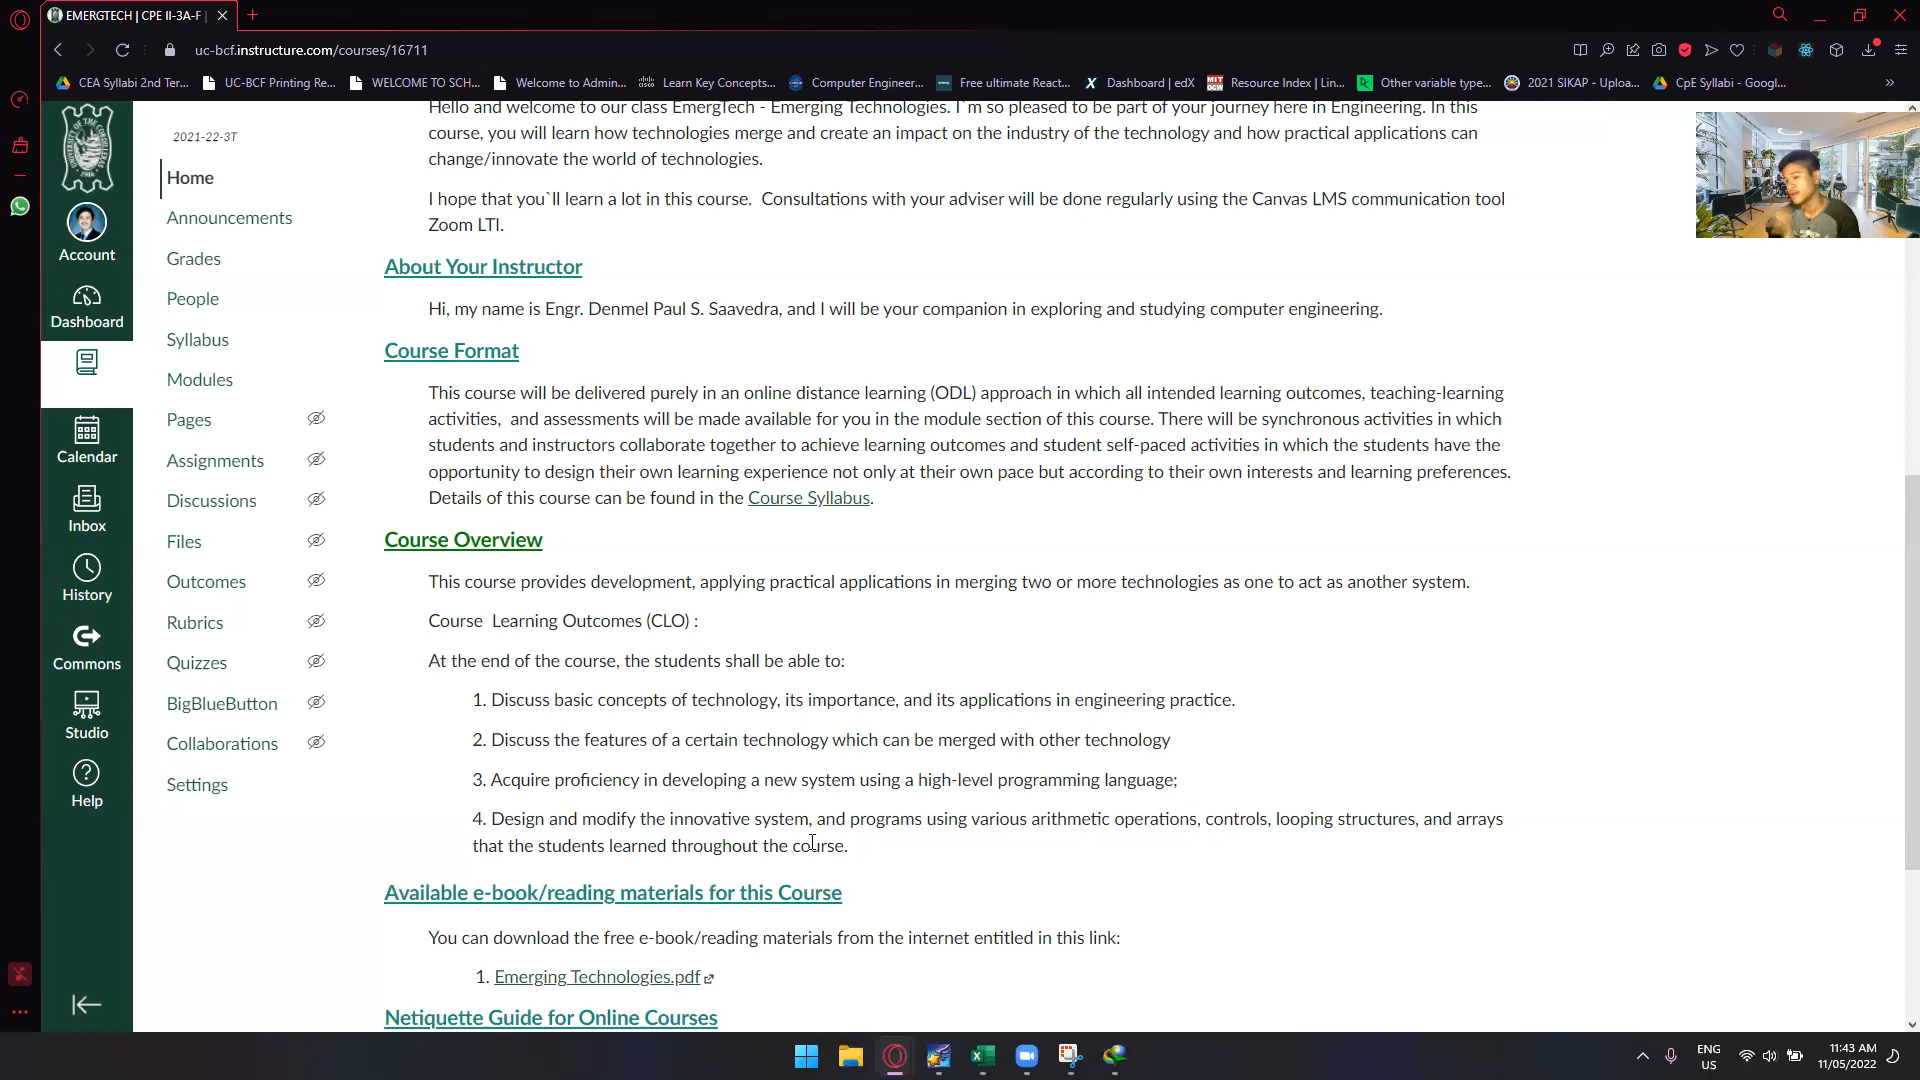 EMERGTECH | CPE II-3A-F |
uc-bcf.instructure.com/courses/16711
CEA Syllabi 2nd Ter...
UC-BCF Printing Re...
WELCOME TO SCH...
Welcome to Admin...
Learn Key Concepts...
Computer Engineer...
Free ultimate React...
Dashboard | edX
Resource Index | Lin...
Other variable type...
2021 SIKAP - Uploa...
CpE Syllabi - Googl...
Account
Dashboard
Calendar
Inbox
History
Commons
Studio
Help
2021-22-3T
Home
Announcements
Grades
People
Syllabus
Modules
Pages
Assignments
Discussions
Files
Outcomes
Rubrics
Quizzes
BigBlueButton
Collaborations
Settings
Hello and welcome to our class EmergTech - Emerging Technologies. I`m so pleased to be part of your journey here in Engineering. In this
course, you will learn how technologies merge and create an impact on the industry of the technology and how practical applications can
change/innovate the world of technologies.
I hope that you`ll learn a lot in this course. Consultations with your adviser will be done regularly using the Canvas LMS communication tool
Zoom LTI.
About Your Instructor
Hi, my name is Engr. Denmel Paul S. Saavedra, and I will be your companion in exploring and studying computer engineering.
Course Format
This course will be delivered purely in an online distance learning (ODL) approach in which all intended learning outcomes, teaching-learning
activities, and assessments will be made available for you in the module section of this course. There will be synchronous activities in which
students and instructors collaborate together to achieve learning outcomes and student self-paced activities in which the students have the
opportunity to design their own learning experience not only at their own pace but according to their own interests and learning preferences.
Details of this course can be found in the Course Syllabus.
Course Overview
This course provides development, applying practical applications in merging two or more technologies as one to act as another system.
Course Learning Outcomes (CLO) :
At the end of the course, the students shall be able to:
1. Discuss basic concepts of technology, its importance, and its applications in engineering practice.
2. Discuss the features of a certain technology which can be merged with other technology
3. Acquire proficiency in developing a new system using a high-level programming language;
4. Design and modify the innovative system, and programs using various arithmetic operations, controls, looping structures, and arrays
that the students learned throughout the course.
Available e-book/reading materials for this Course
You can download the free e-book/reading materials from the internet entitled in this link:
1. Emerging Technologies.pdf
Netiquette Guide for Online Courses
ENG
US
11:43 AM
11/05/2022